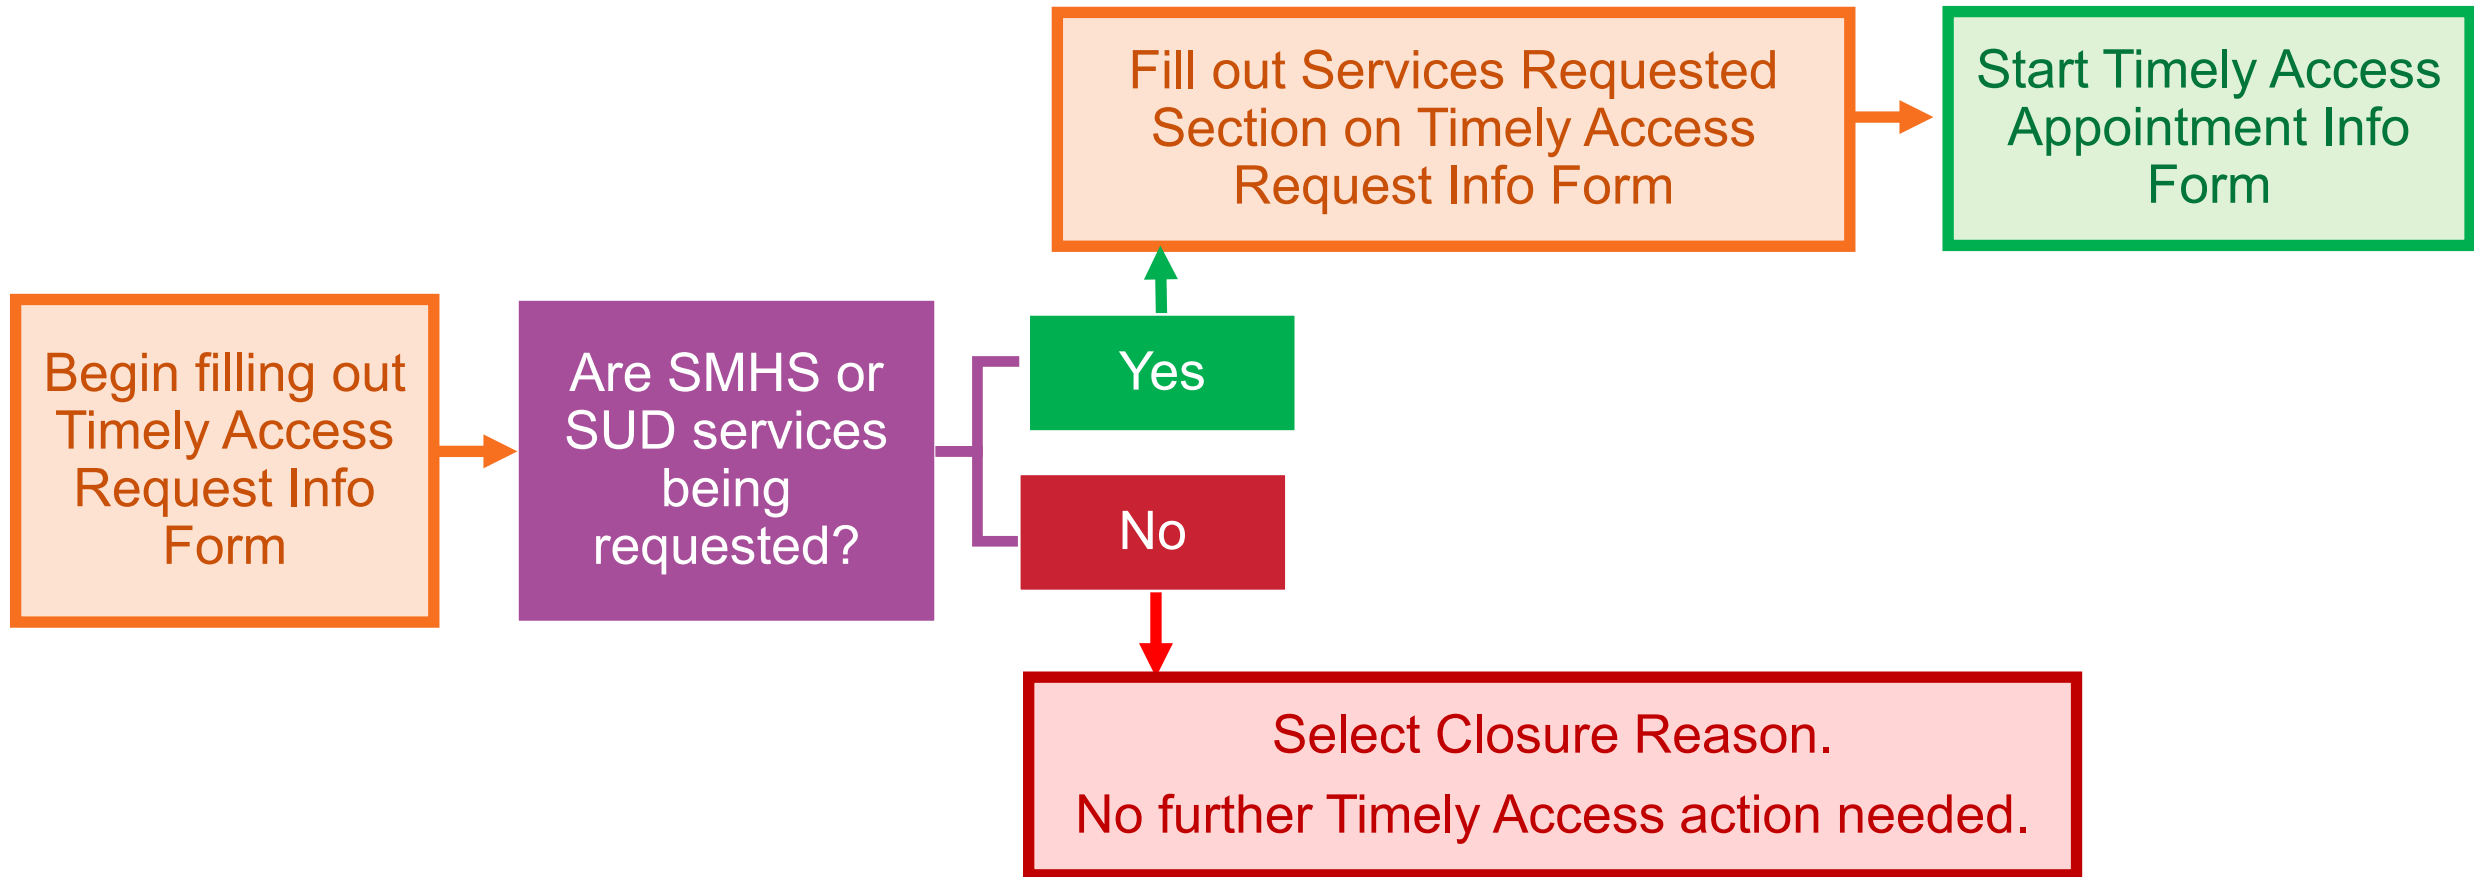 Begin filling out
Timely Access
Request Info
Form
Are SMHS or
SUD services
being
requested?
Yes
Fill out Services Requested
Section on Timely Access
Request Info Form
Start Timely Access
Appointment Info
Form
No
Select Closure Reason.
No further Timely Access action needed.